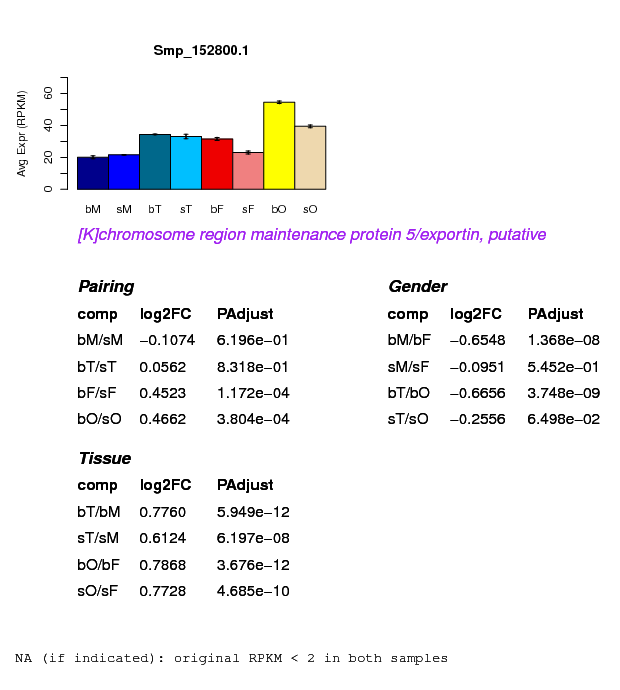 Smp_152800.1
Avg Expr (RPKM)
0 20 40 60
bM sM bT sT bF sF bO sO
[K]chromosome region maintenance protein 5/exportin, putative
Pairing
comp log2FC PAdjust
bM/sM −0.1074 6.196e−01
bT/sT 0.0562 8.318e−01
bF/sF 0.4523 1.172e−04
bO/sO 0.4662 3.804e−04
Gender
comp log2FC PAdjust
bM/bF −0.6548 1.368e−08
sM/sF −0.0951 5.452e−01
bT/bO −0.6656 3.748e−09
sT/sO −0.2556 6.498e−02
Tissue
comp log2FC PAdjust
bT/bM 0.7760 5.949e−12
sT/sM 0.6124 6.197e−08
bO/bF 0.7868 3.676e−12
sO/sF 0.7728 4.685e−10
NA (if indicated): original RPKM < 2 in both samples